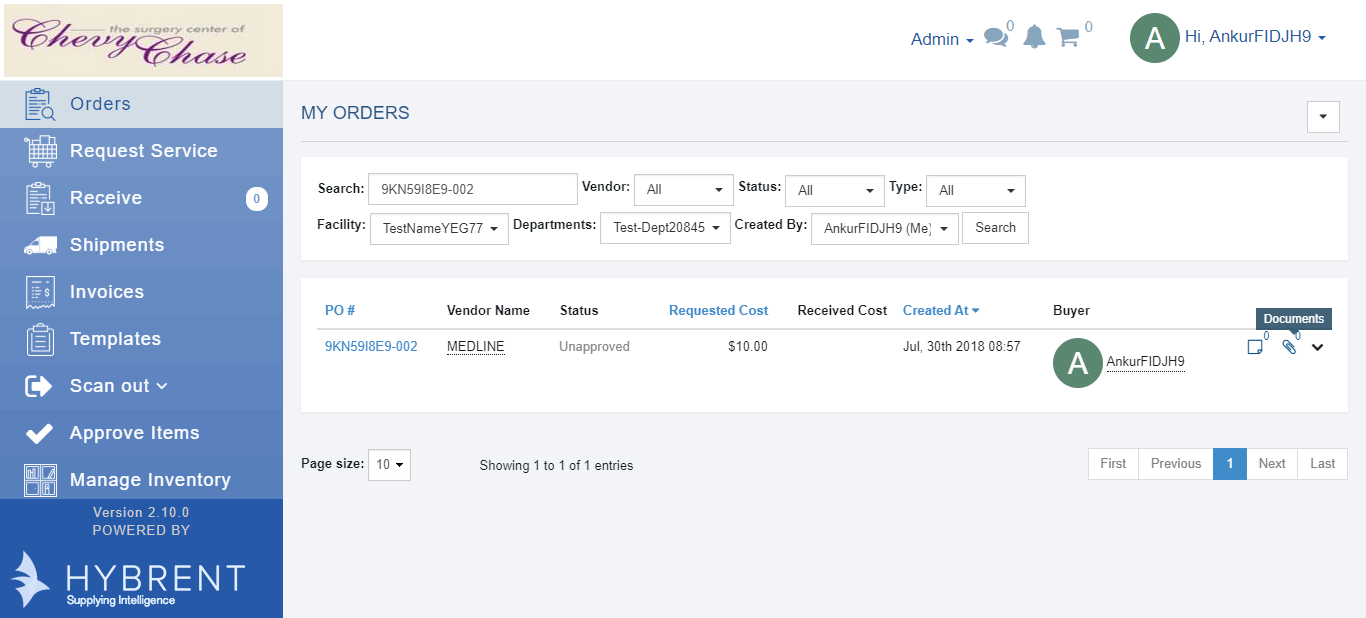 the surgery center of
Chevy Chase
Admin
0
0
A
Hi, AnkurFIDJH9
Orders
Request Service
Receive
0
Shipments
Invoices
Templates
Scan out
Approve Items
Manage Inventory
Version 2.10.0
POWERED BY
HYBRENT
Supplying Intelligence
MY ORDERS
Search: 9KN59I8E9-002 Vendor: All Status: All Type: All
Facility: TestNameYEG77 Departments: Test-Dept20845 Created By: AnkurFIDJH9 (Me) Search
PO # Vendor Name Status Requested Cost Received Cost Created At Buyer
Documents
9KN59I8E9-002 MEDLINE Unapproved $10.00 Jul, 30th 2018 08:57 A AnkurFIDJH9 0 0
Page size: 10 Showing 1 to 1 of 1 entries First Previous 1 Next Last